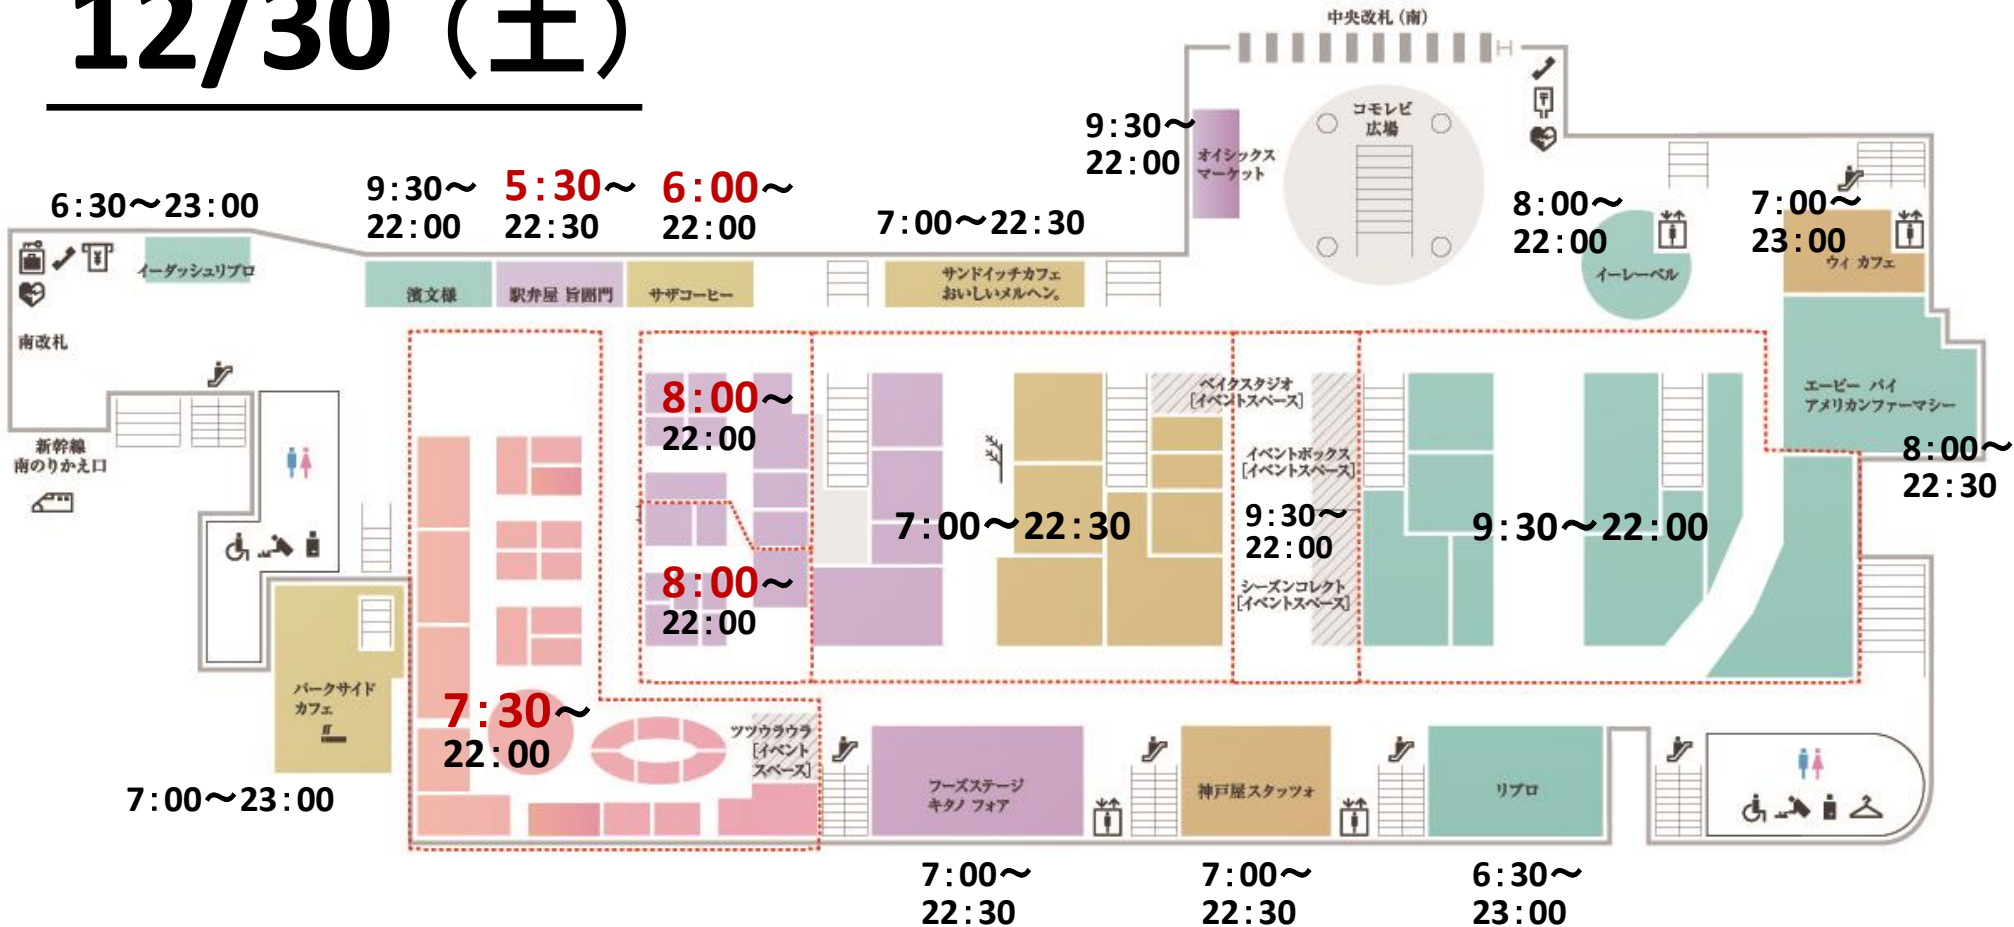 12/30（土）
中央改札（南）
コモレビ
広場
9:30～
22:00
オイシックス
マーケット
6:30～23:00
9:30～
22:00
5:30～
22:30
6:00～
22:00
7:00～22:30
8:00～
22:00
7:00～
23:00
イーダッシュリブロ
濱文様
駅弁屋 旨囲門
サザコーヒー
サンドイッチカフェ
おいしいメルヘン。
イーレーベル
ウィ カフェ
南改札
新幹線
南のりかえ口
8:00～
22:00
ベイクスタジオ
[イベントスペース]
エービー バイ
アメリカンファーマシー
8:00～
22:30
イベントボックス
[イベントスペース]
7:00～22:30
9:30～
22:00
9:30～22:00
8:00～
22:00
シーズンコレクト
[イベントスペース]
パークサイド
カフェ
7:30～
22:00
ツツウラウラ
[イベント
スペース]
7:00～23:00
フーズステージ
キタノ フォア
神戸屋スタッツォ
リブロ
7:00～
22:30
7:00～
22:30
6:30～
23:00